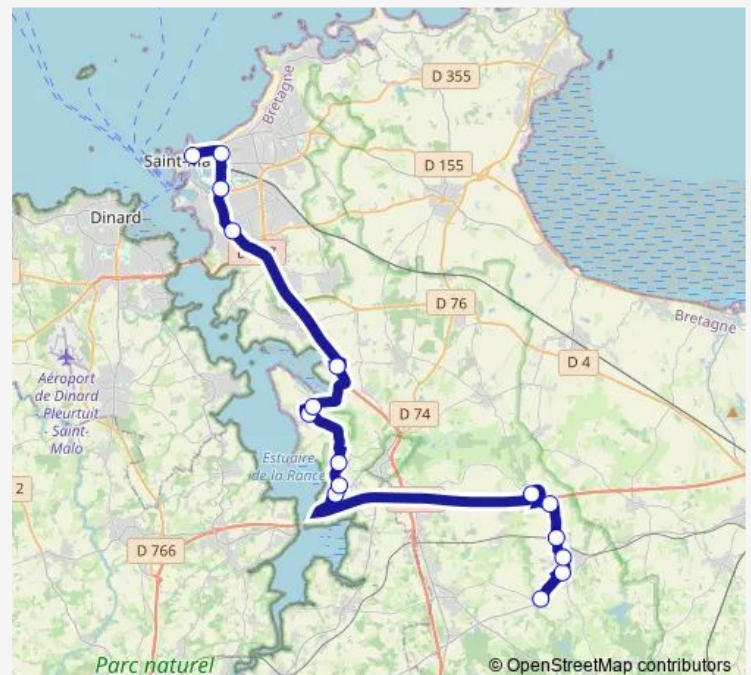 Bretagne
D 355
Saint-Ma
D 155
Dinard
D 76
Bretagne
D 4
Aéroport
de Dinard
- Pleurtuit
- Saint-
Malo
D 74
Estuaire
de la Rance
2
D 766
Parc naturel
© OpenStreetMap contributors